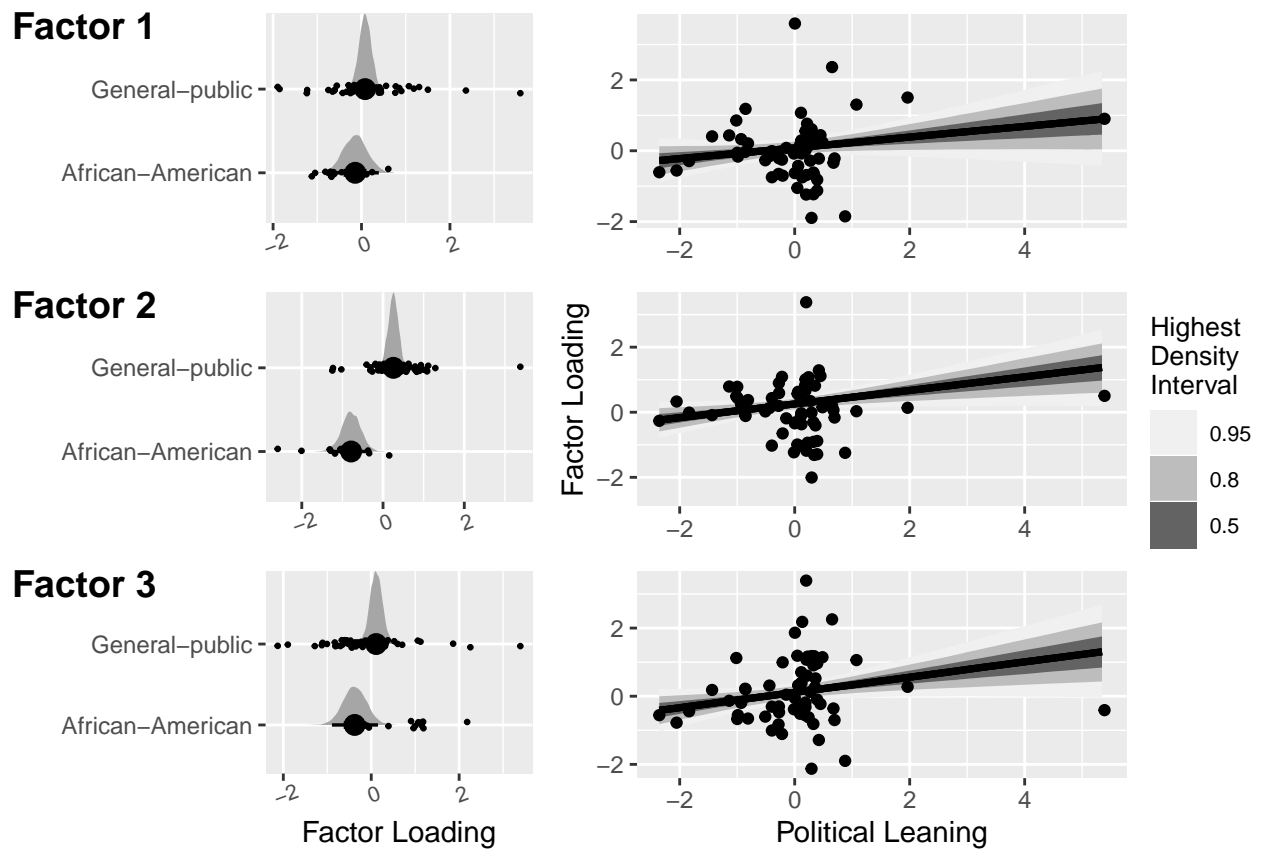 Factor 1
General−public
African−American
−2 0 2
2
0
−2
−2 0 2 4
Factor 2
General−public
African−American
−2 0 2
Factor Loading
2
0
−2
−2 0 2 4
Highest
Density
Interval
0.95
0.8
0.5
Factor 3
General−public
African−American
−2 0 2
Factor Loading
2
0
−2
−2 0 2 4
Political Leaning